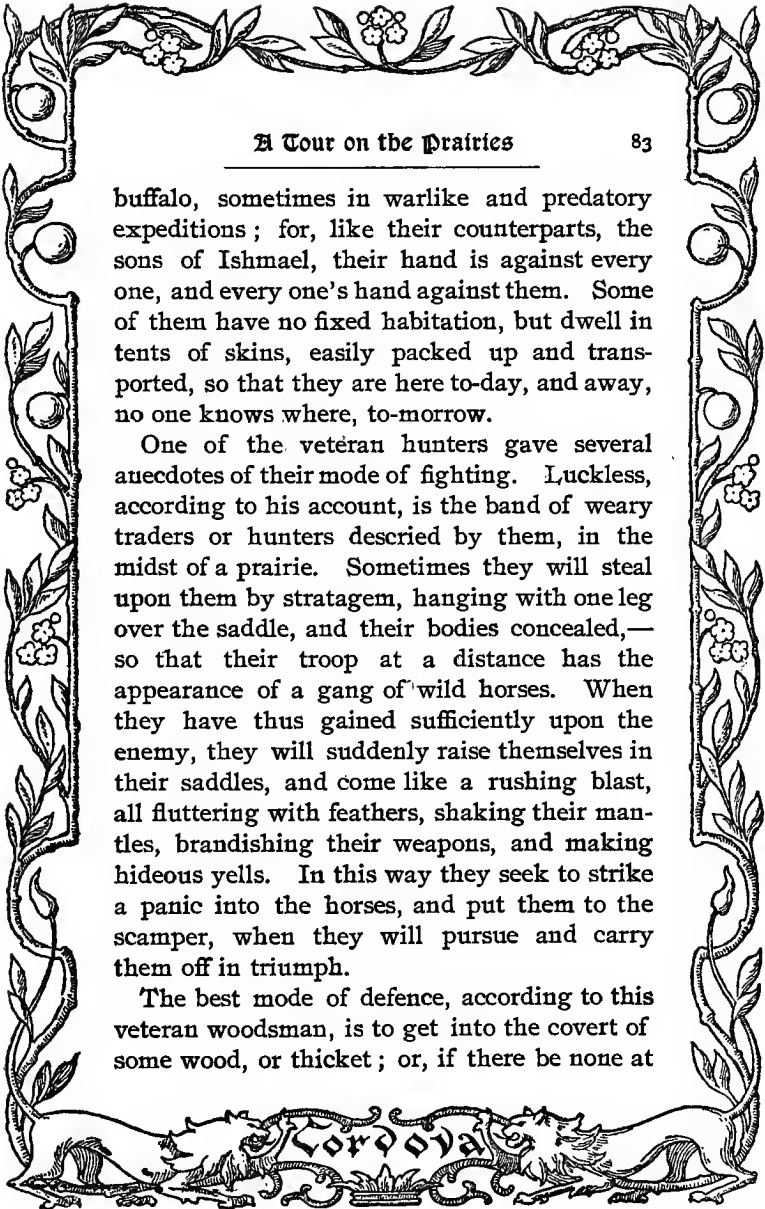 A Tour on the Prairies 83
buffalo, sometimes in warlike and predatory
expeditions ; for, like their counterparts, the
sons of Ishmael, their hand is against every
one, and every one's hand against them. Some
of them have no fixed habitation, but dwell in
tents of skins, easily packed up and trans-
ported, so that they are here to-day, and away,
no one knows where, to-morrow.
One of the veteran hunters gave several
anecdotes of their mode of fighting. Luckless,
according to his account, is the band of weary
traders or hunters descried by them, in the
midst of a prairie. Sometimes they will steal
upon them by stratagem, hanging with one leg
over the saddle, and their bodies concealed,—
so that their troop at a distance has the
appearance of a gang of wild horses. When
they have thus gained sufficiently upon the
enemy, they will suddenly raise themselves in
their saddles, and come like a rushing blast,
all fluttering with feathers, shaking their man-
tles, brandishing their weapons, and making
hideous yells. In this way they seek to strike
a panic into the horses, and put them to the
scamper, when they will pursue and carry
them off in triumph.
The best mode of defence, according to this
veteran woodsman, is to get into the covert of
some wood, or thicket ; or, if there be none at
Cordova